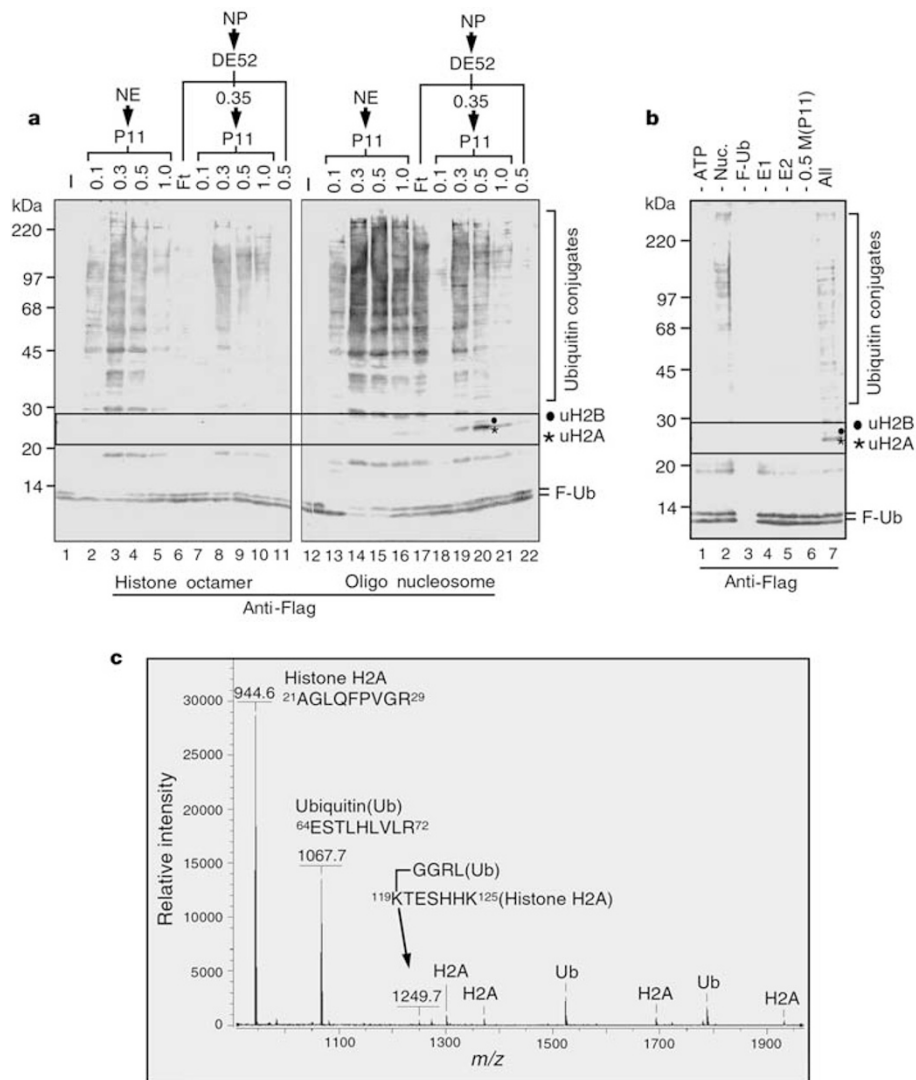 a
NE
P11
NP
DE52
0.35
P11
– 0.1 0.3 0.5 1.0 Ft 0.1 0.3 0.5 1.0 0.5
NE
P11
NP
DE52
0.35
P11
– 0.1 0.3 0.5 1.0 Ft 0.1 0.3 0.5 1.0 0.5
kDa
220
97
68
45
30
20
14
Ubiquitin conjugates
● uH2B
* uH2A
F-Ub
1 2 3 4 5 6 7 8 9 10 11
12 13 14 15 16 17 18 19 20 21 22
Histone octamer
Oligo nucleosome
Anti-Flag
b
- ATP
- Nuc.
- F-Ub
- E1
- E2
- 0.5 M(P11)
All
kDa
220
97
68
45
30
20
14
Ubiquitin conjugates
● uH2B
* uH2A
F-Ub
1 2 3 4 5 6 7
Anti-Flag
c
Relative intensity
30000
25000
20000
15000
10000
5000
0
944.6
Histone H2A
²¹AGLQFPVGR²⁹
Ubiquitin(Ub)
⁶⁴ESTLHLVLR⁷²
1067.7
GGRL(Ub)
¹¹⁹KTESHHK¹²⁵(Histone H2A)
1249.7
H2A
H2A
Ub
H2A
Ub
H2A
1100 1300 1500 1700 1900
m/z